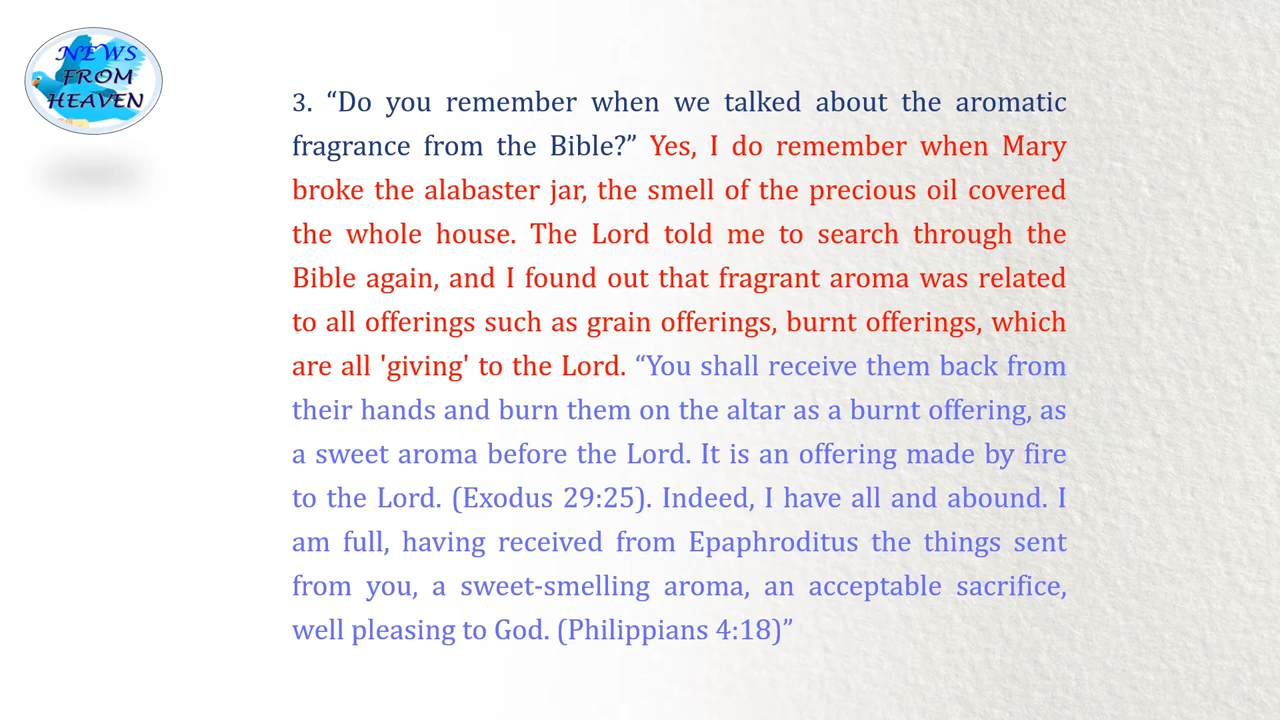 NEWS
FROM
HEAVEN
3. “Do you remember when we talked about the aromatic
fragrance from the Bible?” Yes, I do remember when Mary
broke the alabaster jar, the smell of the precious oil covered
the whole house. The Lord told me to search through the
Bible again, and I found out that fragrant aroma was related
to all offerings such as grain offerings, burnt offerings, which
are all 'giving' to the Lord. “You shall receive them back from
their hands and burn them on the altar as a burnt offering, as
a sweet aroma before the Lord. It is an offering made by fire
to the Lord. (Exodus 29:25). Indeed, I have all and abound. I
am full, having received from Epaphroditus the things sent
from you, a sweet-smelling aroma, an acceptable sacrifice,
well pleasing to God. (Philippians 4:18)”